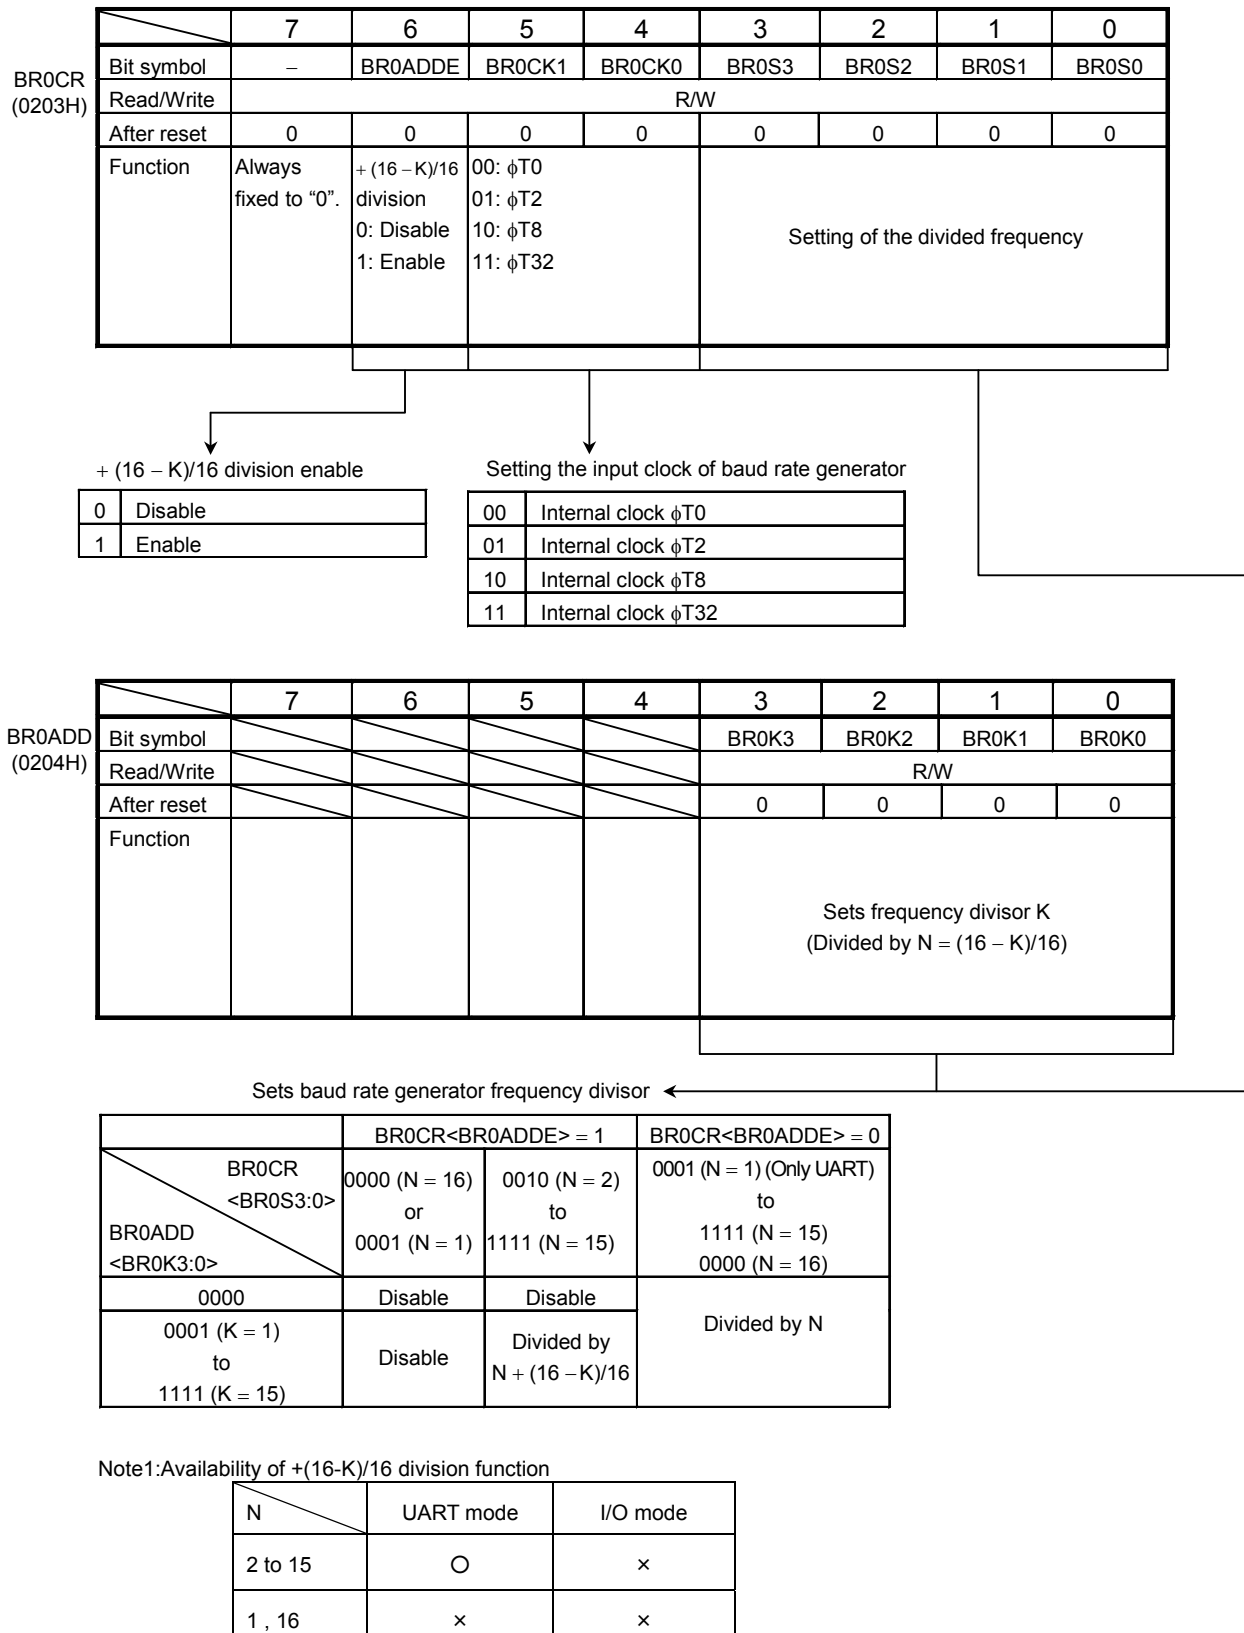 7 6 5 4 3 2 1 0
BR0CR
(0203H)
Bit symbol – BR0ADDE BR0CK1 BR0CK0 BR0S3 BR0S2 BR0S1 BR0S0
Read/Write R/W
After reset 0 0 0 0 0 0 0 0
Function Always + (16 – K)/16 00: ϕT0
fixed to “0”. division 01: ϕT2
0: Disable 10: ϕT8 Setting of the divided frequency
1: Enable 11: ϕT32
+ (16 – K)/16 division enable
0 Disable
1 Enable
Setting the input clock of baud rate generator
00 Internal clock ϕT0
01 Internal clock ϕT2
10 Internal clock ϕT8
11 Internal clock ϕT32
7 6 5 4 3 2 1 0
BR0ADD
(0204H)
Bit symbol BR0K3 BR0K2 BR0K1 BR0K0
Read/Write R/W
After reset 0 0 0 0
Function
Sets frequency divisor K
(Divided by N = (16 – K)/16)
Sets baud rate generator frequency divisor
BR0CR<BR0ADDE> = 1 BR0CR<BR0ADDE> = 0
BR0CR
<BR0S3:0>
BR0ADD
<BR0K3:0>
0000 (N = 16)
or
0001 (N = 1)
0010 (N = 2)
to
1111 (N = 15)
0001 (N = 1) (Only UART)
to
1111 (N = 15)
0000 (N = 16)
0000 Disable Disable
Divided by N
0001 (K = 1)
to
1111 (K = 15)
Disable
Divided by
N + (16 – K)/16
Note1:Availability of +(16-K)/16 division function
N UART mode I/O mode
2 to 15 ○ ×
1 , 16 × ×